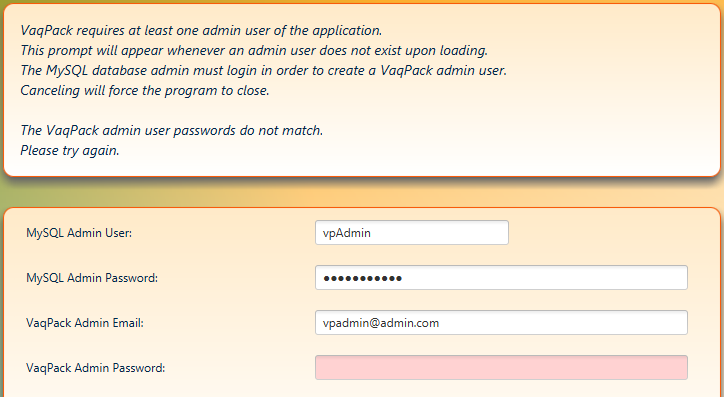 VaqPack requires at least one admin user of the application.
This prompt will appear whenever an admin user does not exist upon loading.
The MySQL database admin must login in order to create a VaqPack admin user.
Canceling will force the program to close.
The VaqPack admin user passwords do not match.
Please try again.
MySQL Admin User: vpAdmin
MySQL Admin Password: ●●●●●●●●●●●
VaqPack Admin Email: vpadmin@admin.com
VaqPack Admin Password: